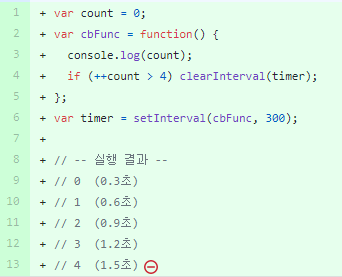 1 + var count = 0;
2 + var cbFunc = function() {
3 +   console.log(count);
4 +   if (++count > 4) clearInterval(timer);
5 + };
6 + var timer = setInterval(cbFunc, 300);
7 +
8 + // -- 실행 결과 --
9 + // 0  (0.3초)
10 + // 1  (0.6초)
11 + // 2  (0.9초)
12 + // 3  (1.2초)
13 + // 4  (1.5초)